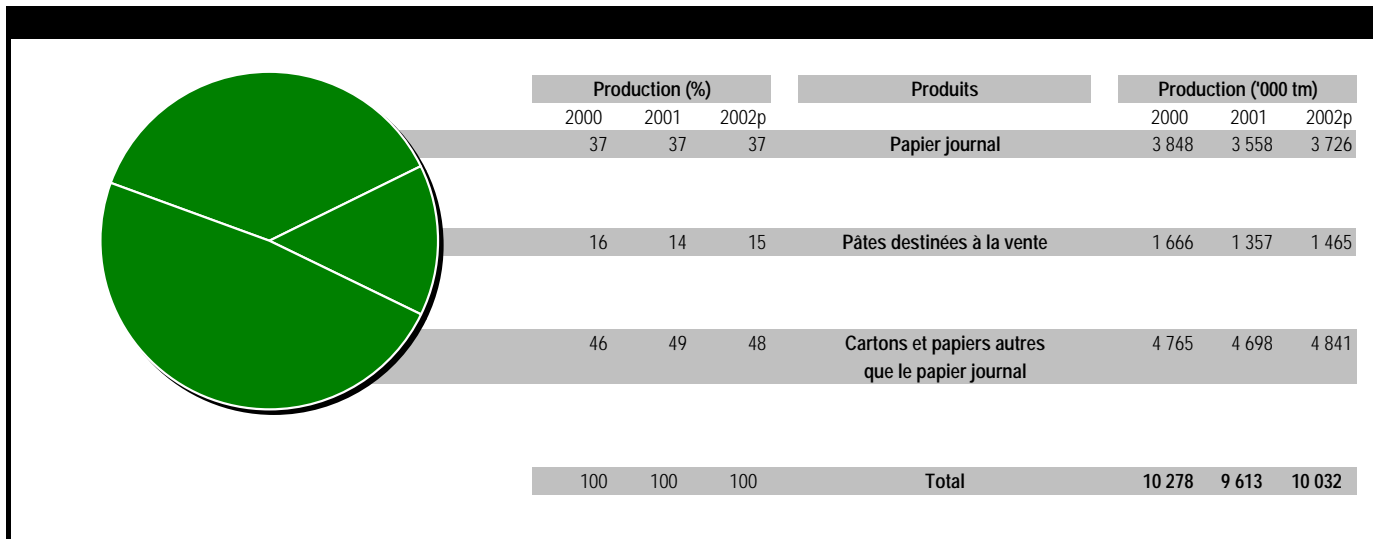 Production (%) Produits Production ('000 tm)
2000 2001 2002p 2000 2001 2002p
37 37 37 Papier journal 3 848 3 558 3 726
16 14 15 Pâtes destinées à la vente 1 666 1 357 1 465
46 49 48 Cartons et papiers autres 4 765 4 698 4 841
que le papier journal
100 100 100 Total 10 278 9 613 10 032